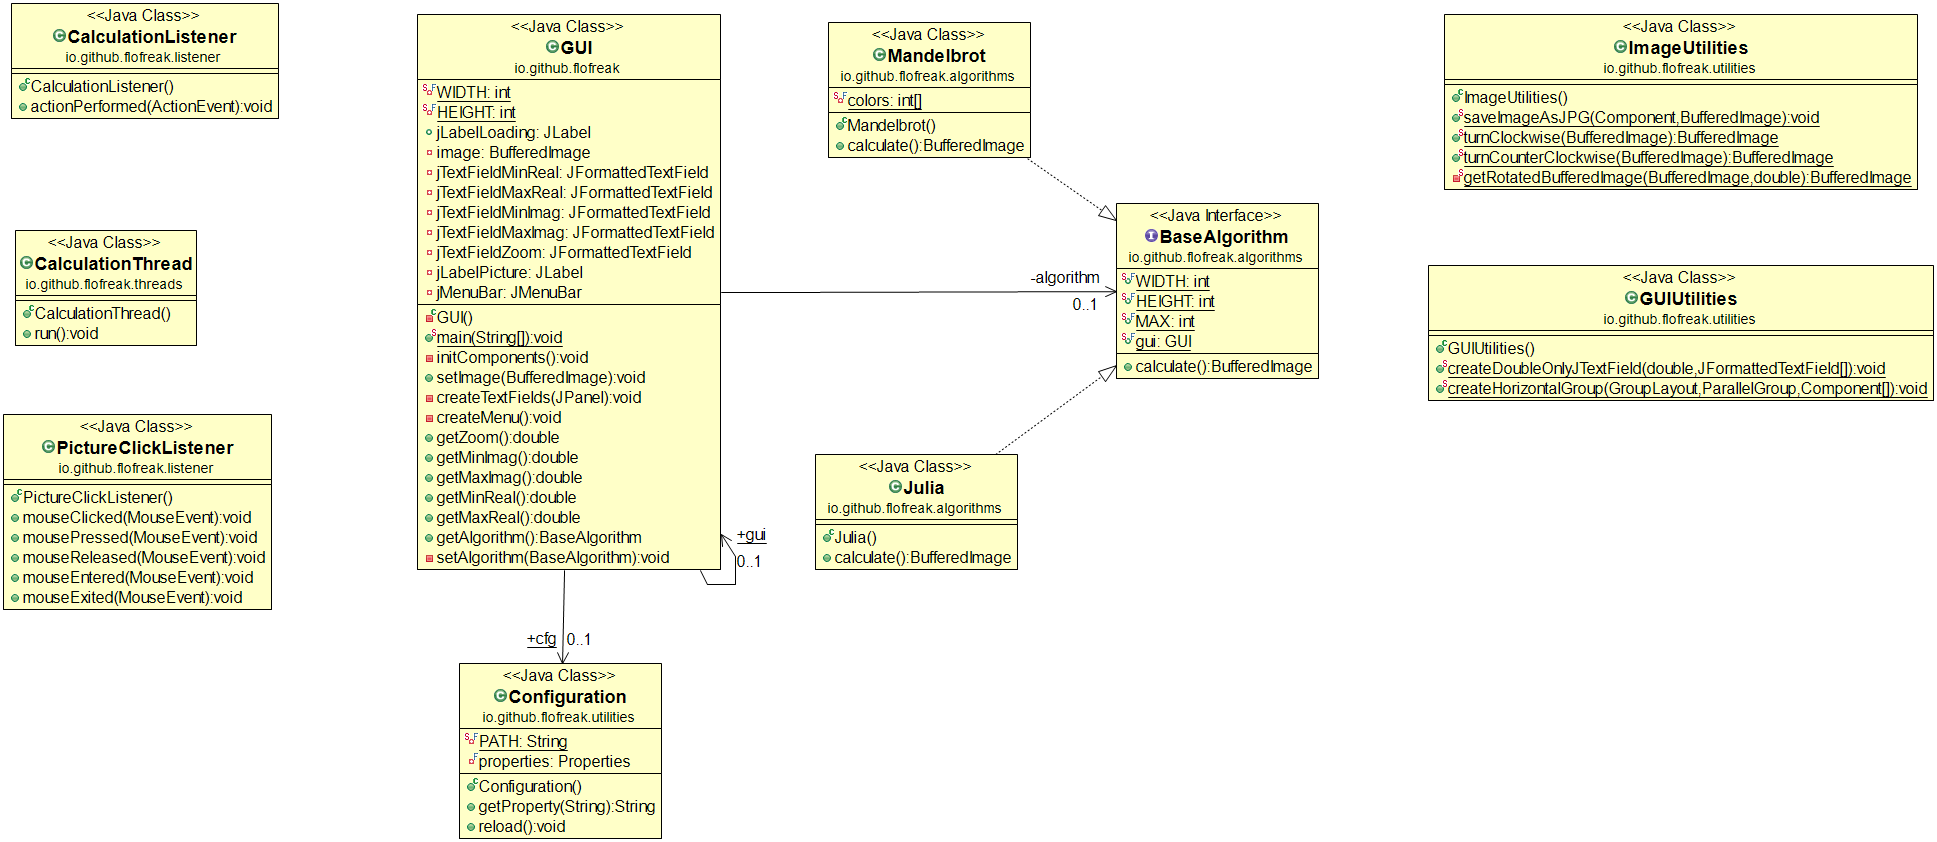 <<Java Class>>
CalculationListener
io.github.flofreak.listener
CalculationListener()
actionPerformed(ActionEvent):void
<<Java Class>>
CalculationThread
io.github.flofreak.threads
CalculationThread()
run():void
<<Java Class>>
PictureClickListener
io.github.flofreak.listener
PictureClickListener()
mouseClicked(MouseEvent):void
mousePressed(MouseEvent):void
mouseReleased(MouseEvent):void
mouseEntered(MouseEvent):void
mouseExited(MouseEvent):void
<<Java Class>>
GUI
io.github.flofreak
WIDTH: int
HEIGHT: int
jLabelLoading: JLabel
image: BufferedImage
jTextFieldMinReal: JFormattedTextField
jTextFieldMaxReal: JFormattedTextField
jTextFieldMinImag: JFormattedTextField
jTextFieldMaxImag: JFormattedTextField
jTextFieldZoom: JFormattedTextField
jLabelPicture: JLabel
jMenuBar: JMenuBar
GUI()
main(String[]):void
initComponents():void
setImage(BufferedImage):void
createTextFields(JPanel):void
createMenu():void
getZoom():double
getMinImag():double
getMaxImag():double
getMinReal():double
getMaxReal():double
getAlgorithm():BaseAlgorithm
setAlgorithm(BaseAlgorithm):void
+gui
0..1
+cfg 0..1
<<Java Class>>
Configuration
io.github.flofreak.utilities
PATH: String
properties: Properties
Configuration()
getProperty(String):String
reload():void
<<Java Class>>
Mandelbrot
io.github.flofreak.algorithms
colors: int[]
Mandelbrot()
calculate():BufferedImage
-algorithm
0..1
<<Java Interface>>
BaseAlgorithm
io.github.flofreak.algorithms
WIDTH: int
HEIGHT: int
MAX: int
gui: GUI
calculate():BufferedImage
<<Java Class>>
Julia
io.github.flofreak.algorithms
Julia()
calculate():BufferedImage
<<Java Class>>
ImageUtilities
io.github.flofreak.utilities
ImageUtilities()
saveImageAsJPG(Component,BufferedImage):void
turnClockwise(BufferedImage):BufferedImage
turnCounterClockwise(BufferedImage):BufferedImage
getRotatedBufferedImage(BufferedImage,double):BufferedImage
<<Java Class>>
GUIUtilities
io.github.flofreak.utilities
GUIUtilities()
createDoubleOnlyJTextField(double,JFormattedTextField[]):void
createHorizontalGroup(GroupLayout,ParallelGroup,Component[]):void